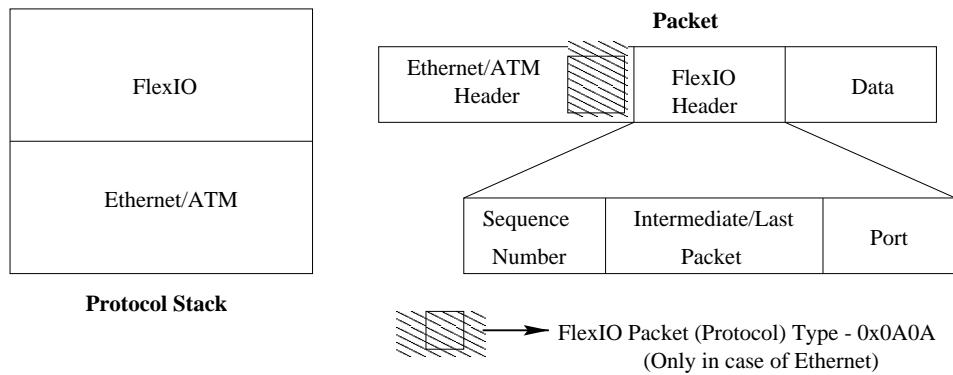 FlexIO
Ethernet/ATM
Protocol Stack
Packet
Ethernet/ATM
Header
FlexIO
Header
Data
Sequence
Number
Intermediate/Last
Packet
Port
FlexIO Packet (Protocol) Type - 0x0A0A
(Only in case of Ethernet)